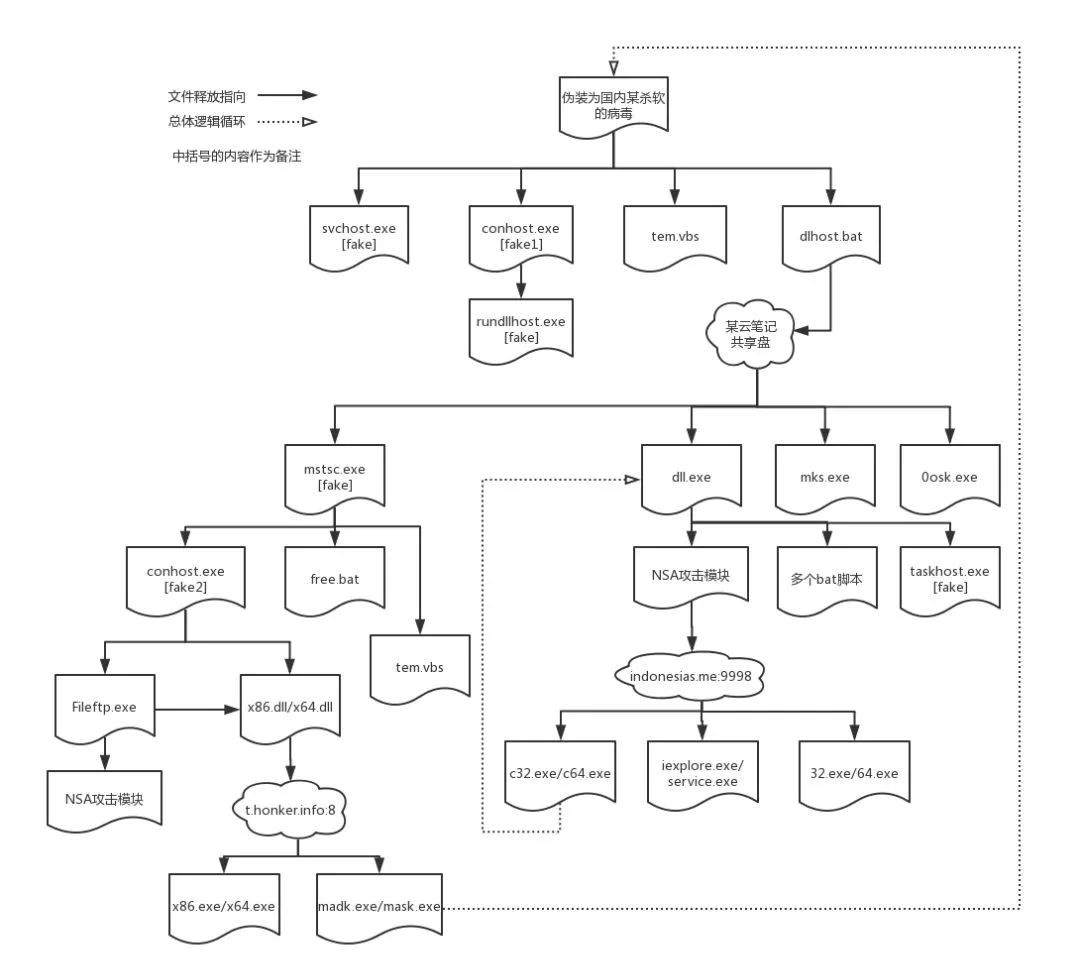 伪装为国内某杀软
的病毒
文件释放指向
总体逻辑循环
中括号的内容作为备注
svchost.exe
[fake]
conhost.exe
[fake1]
tem.vbs
dlhost.bat
rundllhost.exe
[fake]
某云笔记
共享盘
mstsc.exe
[fake]
dll.exe
mks.exe
0osk.exe
conhost.exe
[fake2]
free.bat
NSA攻击模块
多个bat脚本
taskhost.exe
[fake]
tem.vbs
indonesias.me:9998
Fileftp.exe
x86.dll/x64.dll
c32.exe/c64.exe
iexplore.exe/
service.exe
32.exe/64.exe
NSA攻击模块
t.honker.info:8
x86.exe/x64.exe
madk.exe/mask.exe